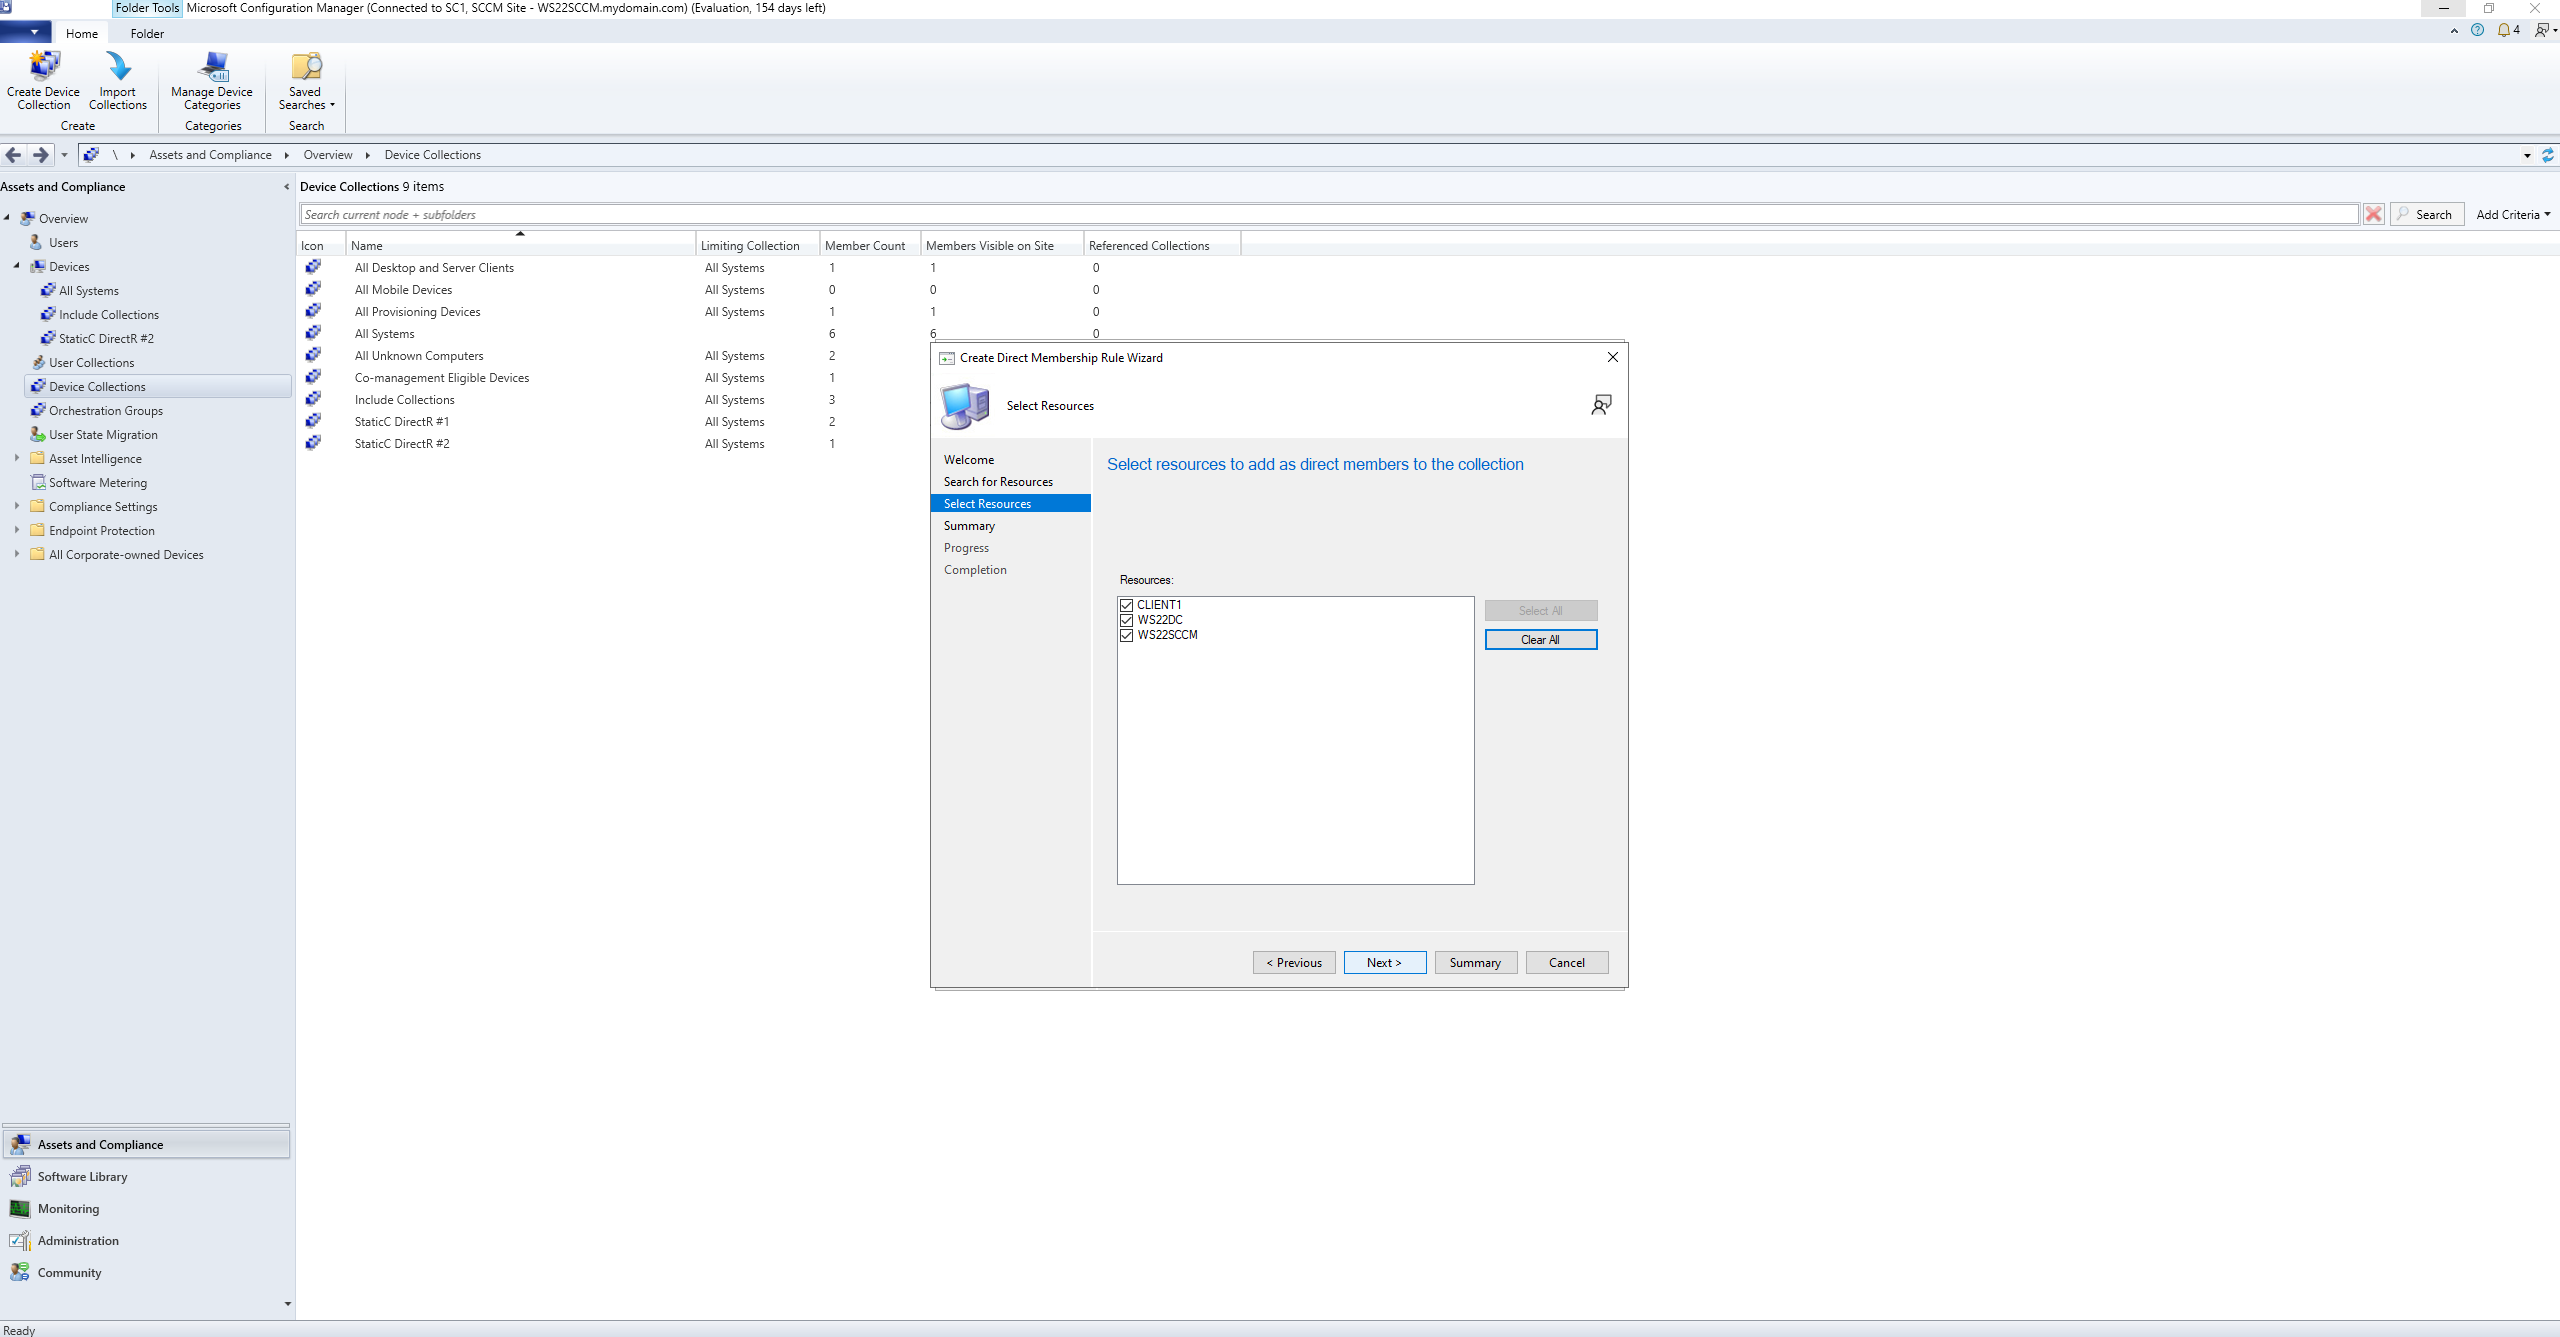 Folder Tools Microsoft Configuration Manager (Connected to SC1, SCCM Site - WS22SCCM.mydomain.com) (Evaluation, 154 days left)
Home Folder 4
Create Device Collection Import Collections Manage Device Categories Saved Searches
Create Categories Search
\ Assets and Compliance Overview Device Collections
Assets and Compliance <
Overview
Users
Devices
All Systems
Include Collections
StaticC DirectR #2
User Collections
Device Collections
Orchestration Groups
User State Migration
Asset Intelligence
Software Metering
Compliance Settings
Endpoint Protection
All Corporate-owned Devices
Assets and Compliance
Software Library
Monitoring
Administration
Community
Device Collections 9 items
Search current node + subfolders Search Add Criteria
Icon Name Limiting Collection Member Count Members Visible on Site Referenced Collections
All Desktop and Server Clients All Systems 1 1 0
All Mobile Devices All Systems 0 0 0
All Provisioning Devices All Systems 1 1 0
All Systems 6 6 0
All Unknown Computers All Systems 2
Co-management Eligible Devices All Systems 1
Include Collections All Systems 3
StaticC DirectR #1 All Systems 2
StaticC DirectR #2 All Systems 1
Create Direct Membership Rule Wizard
Select Resources
Welcome
Search for Resources
Select Resources
Summary
Progress
Completion
Select resources to add as direct members to the collection
Resources:
CLIENT1
WS22DC
WS22SCCM
Select All
Clear All
< Previous Next > Summary Cancel
Ready